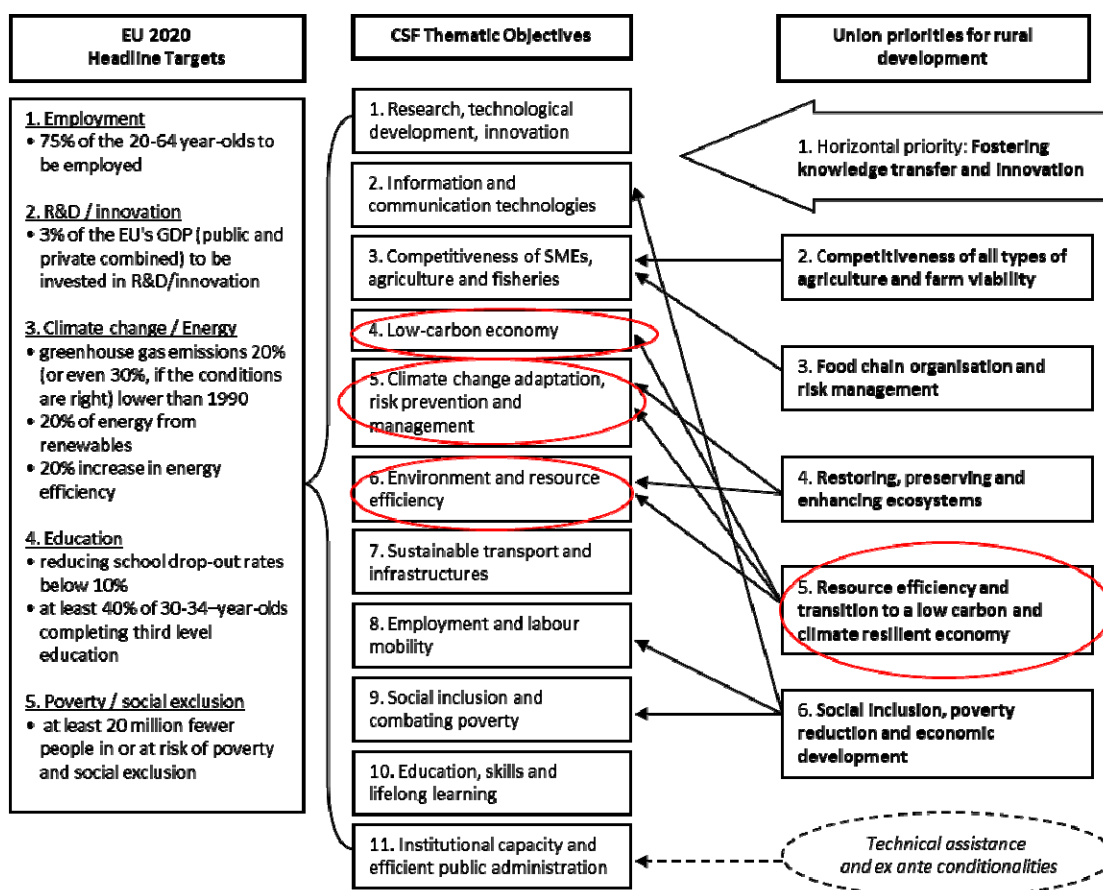 EU 2020
Headline Targets
1. Employment
• 75% of the 20-64 year-olds to
be employed
2. R&D / innovation
• 3% of the EU's GDP (public and
private combined) to be
invested in R&D/innovation
3. Climate change / Energy
• greenhouse gas emissions 20%
(or even 30%, if the conditions
are right) lower than 1990
• 20% of energy from
renewables
• 20% increase in energy
efficiency
4. Education
• reducing school drop-out rates
below 10%
• at least 40% of 30-34–year-olds
completing third level
education
5. Poverty / social exclusion
• at least 20 million fewer
people in or at risk of poverty
and social exclusion
CSF Thematic Objectives
1. Research, technological
development, innovation
2. Information and
communication technologies
3. Competitiveness of SMEs,
agriculture and fisheries
4. Low-carbon economy
5. Climate change adaptation,
risk prevention and
management
6. Environment and resource
efficiency
7. Sustainable transport and
infrastructures
8. Employment and labour
mobility
9. Social inclusion and
combating poverty
10. Education, skills and
lifelong learning
11. Institutional capacity and
efficient public administration
Union priorities for rural
development
1. Horizontal priority: Fostering
knowledge transfer and innovation
2. Competitiveness of all types of
agriculture and farm viability
3. Food chain organisation and
risk management
4. Restoring, preserving and
enhancing ecosystems
5. Resource efficiency and
transition to a low carbon and
climate resilient economy
6. Social inclusion, poverty
reduction and economic
development
Technical assistance
and ex ante conditionalities